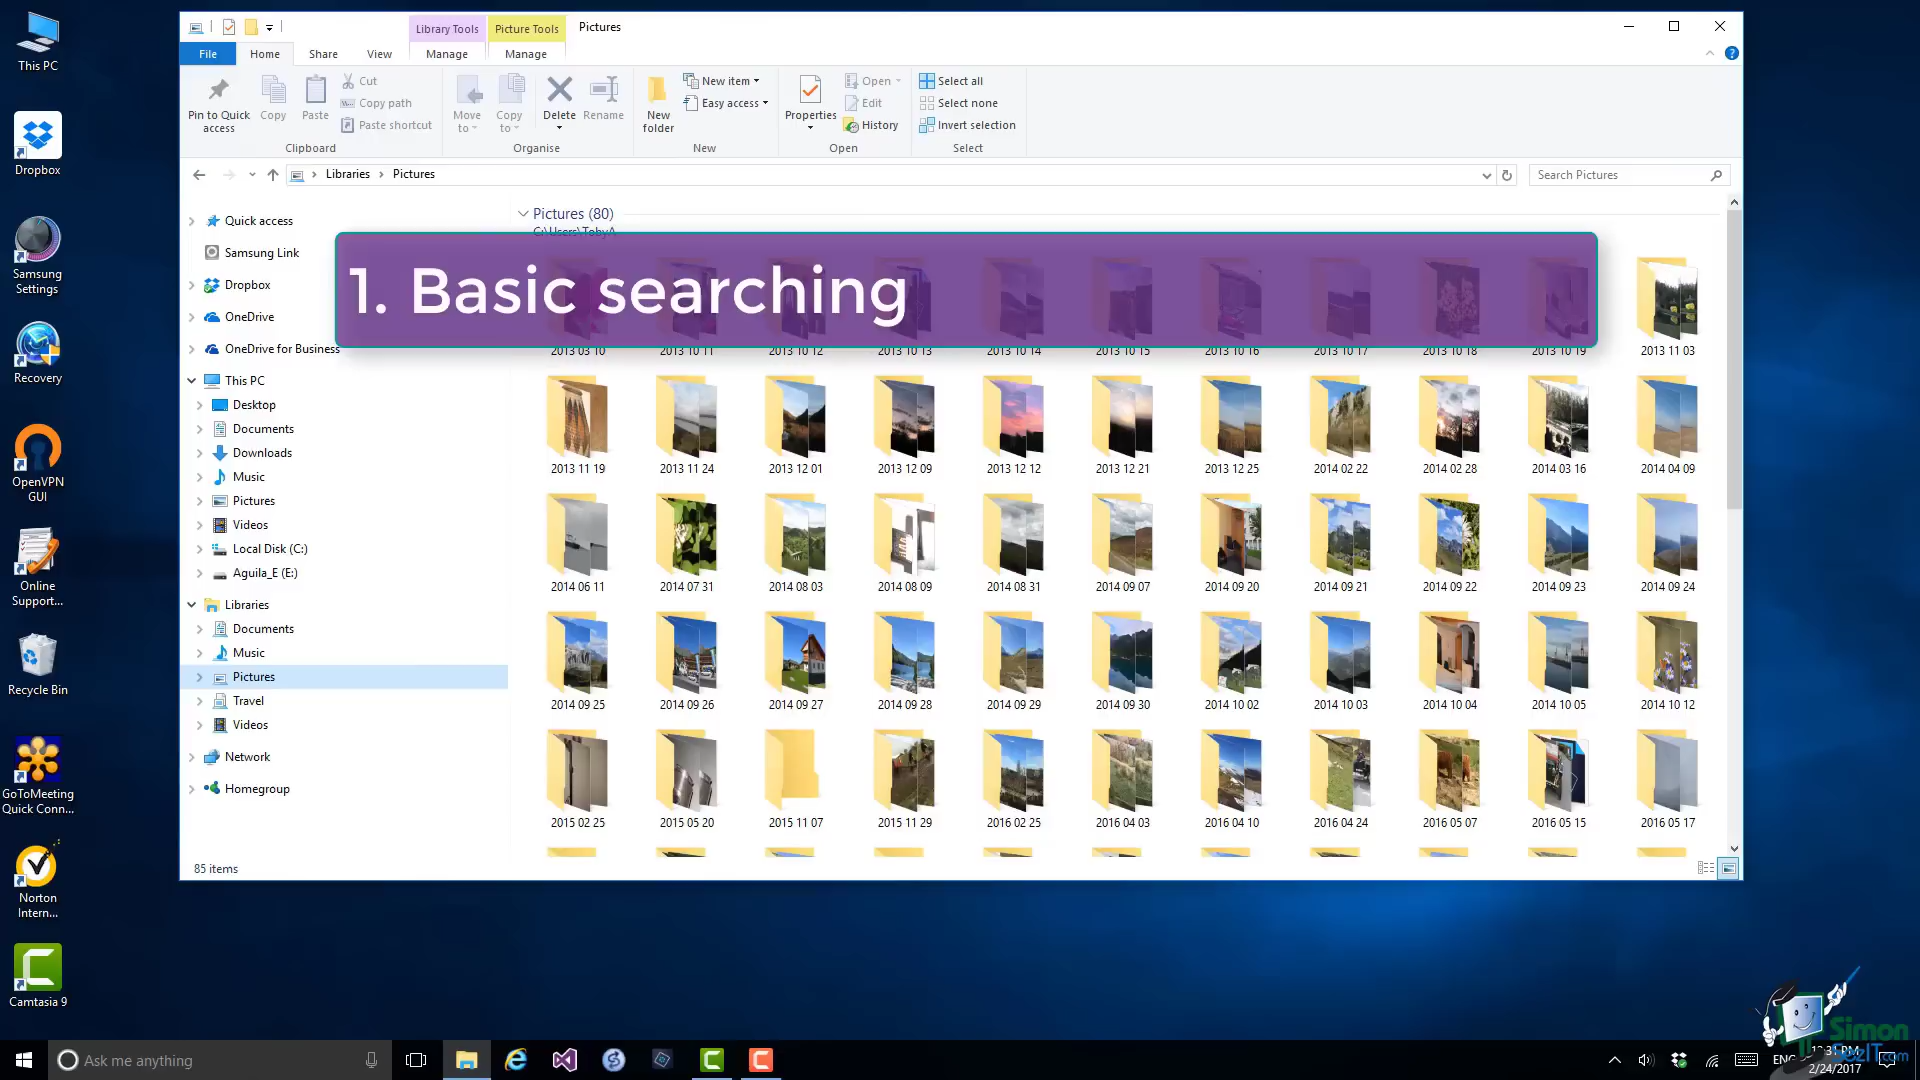 This PC
Dropbox
Samsung
Settings
Recovery
OpenVPN
GUI
Online
Support...
Recycle Bin
GoToMeeting
Quick Conn...
Norton
Intern...
Camtasia 9
Library Tools
Picture Tools
Pictures
File
Home
Share
View
Manage
Manage
Pin to Quick
access
Copy
Paste
Cut
Copy path
Paste shortcut
Clipboard
Move
to
Copy
to
Delete
Rename
Organise
New
folder
New item
Easy access
New
Properties
Open
Edit
History
Open
Select all
Select none
Invert selection
Select
Libraries
Pictures
Search Pictures
Quick access
Samsung Link
Dropbox
OneDrive
OneDrive for Business
This PC
Desktop
Documents
Downloads
Music
Pictures
Videos
Local Disk (C:)
Aguila_E (E:)
Libraries
Documents
Music
Pictures
Travel
Videos
Network
Homegroup
Pictures (80)
C:\Users\TobyA
1. Basic searching
2013 03 10 2013 10 11 2013 10 12 2013 10 13 2013 10 14 2013 10 15 2013 10 16 2013 10 17 2013 10 18 2013 10 19 2013 11 03
2013 11 19 2013 11 24 2013 12 01 2013 12 09 2013 12 12 2013 12 21 2013 12 25 2014 02 22 2014 02 28 2014 03 16 2014 04 09
2014 06 11 2014 07 31 2014 08 03 2014 08 09 2014 08 31 2014 09 07 2014 09 20 2014 09 21 2014 09 22 2014 09 23 2014 09 24
2014 09 25 2014 09 26 2014 09 27 2014 09 28 2014 09 29 2014 09 30 2014 10 02 2014 10 03 2014 10 04 2014 10 05 2014 10 12
2015 02 25 2015 05 20 2015 11 07 2015 11 29 2016 02 25 2016 04 03 2016 04 10 2016 04 24 2016 05 07 2016 05 15 2016 05 17
85 items
Ask me anything
ENG
2/24/2017
Simon
SezIT.com